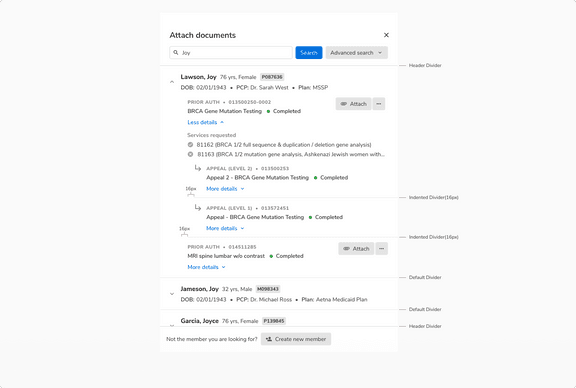 Attach documents
Joy Search Advanced search
Header Divider
Lawson, Joy 76 yrs, Female P087636
DOB: 02/01/1943 • PCP: Dr. Sarah West • Plan: MSSP
PRIOR AUTH • 013500250-0002
BRCA Gene Mutation Testing Completed Attach
Less details
Services requested
81162 (BRCA 1/2 full sequence & duplication / deletion gene analysis)
81163 (BRCA 1/2 mutation gene analysis, Ashkenazi Jewish women with...
APPEAL (LEVEL 2) • 013500253
Appeal 2 - BRCA Gene Mutation Testing Completed
16px More details
Indented Divider(16px)
APPEAL (LEVEL 1) • 013572451
Appeal - BRCA Gene Mutation Testing Completed
16px More details
Indented Divider(16px)
PRIOR AUTH • 014511285
MRI spine lumbar w/o contrast Completed Attach
More details
Default Divider
Jameson, Joy 32 yrs, Male M098343
DOB: 02/01/1943 • PCP: Dr. Michael Ross • Plan: Aetna Medicaid Plan
Default Divider
Garcia, Joyce 76 yrs, Female P139845
Header Divider
Not the member you are looking for? Create new member